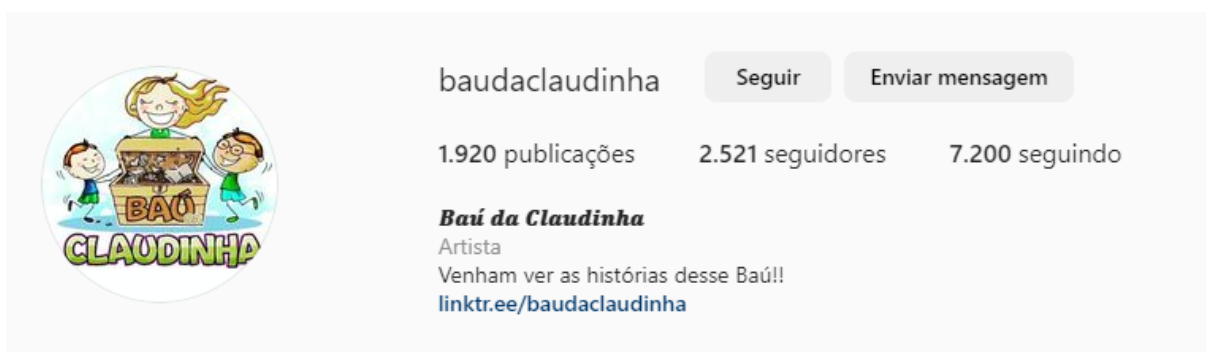 BAÚ
CLAUDINHA
baudaclaudinha Seguir Enviar mensagem
1.920 publicações 2.521 seguidores 7.200 seguindo
Baú da Claudinha
Artista
Venham ver as histórias desse Baú!!
linktr.ee/baudaclaudinha